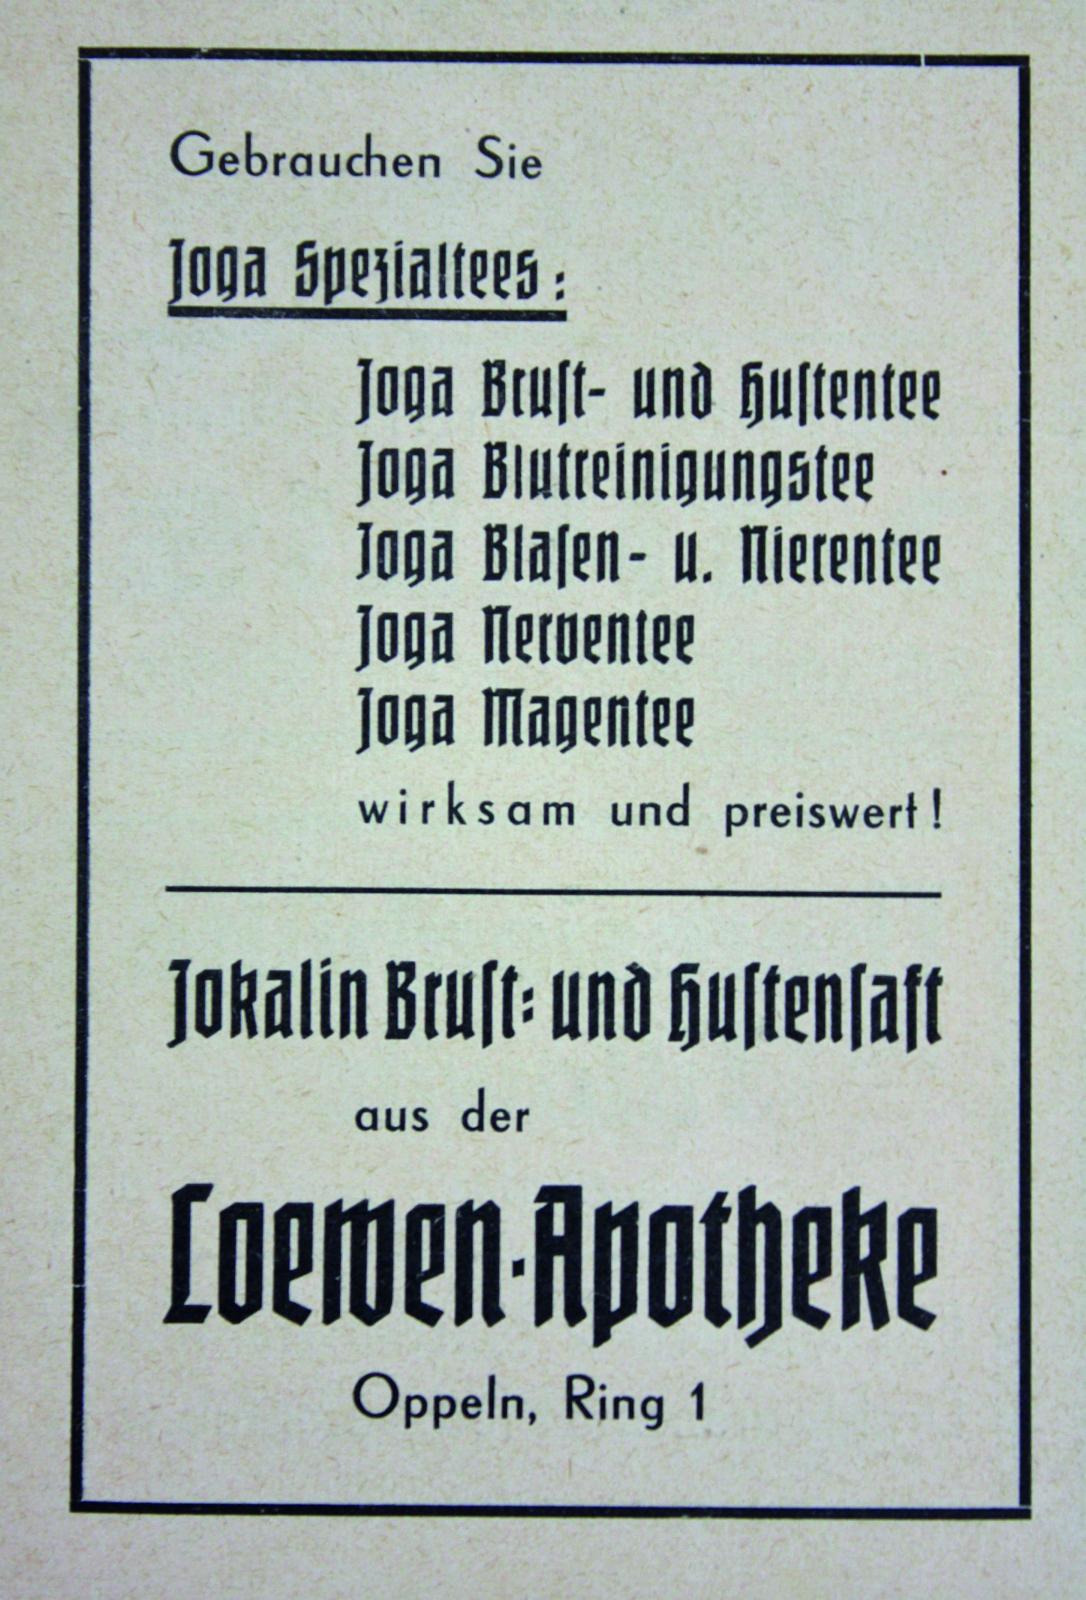 Gebrauchen Sie
Joga Spezialtees:
Joga Bruſt- und Huſtentee
Joga Blutreinigungstee
Joga Blaſen- u. Nierentee
Joga Nerventee
Joga Magentee
wirksam und preiswert!
Jokalin Bruſt- und Huſtenſaft
aus der
Loewen-Apotheke
Oppeln, Ring 1